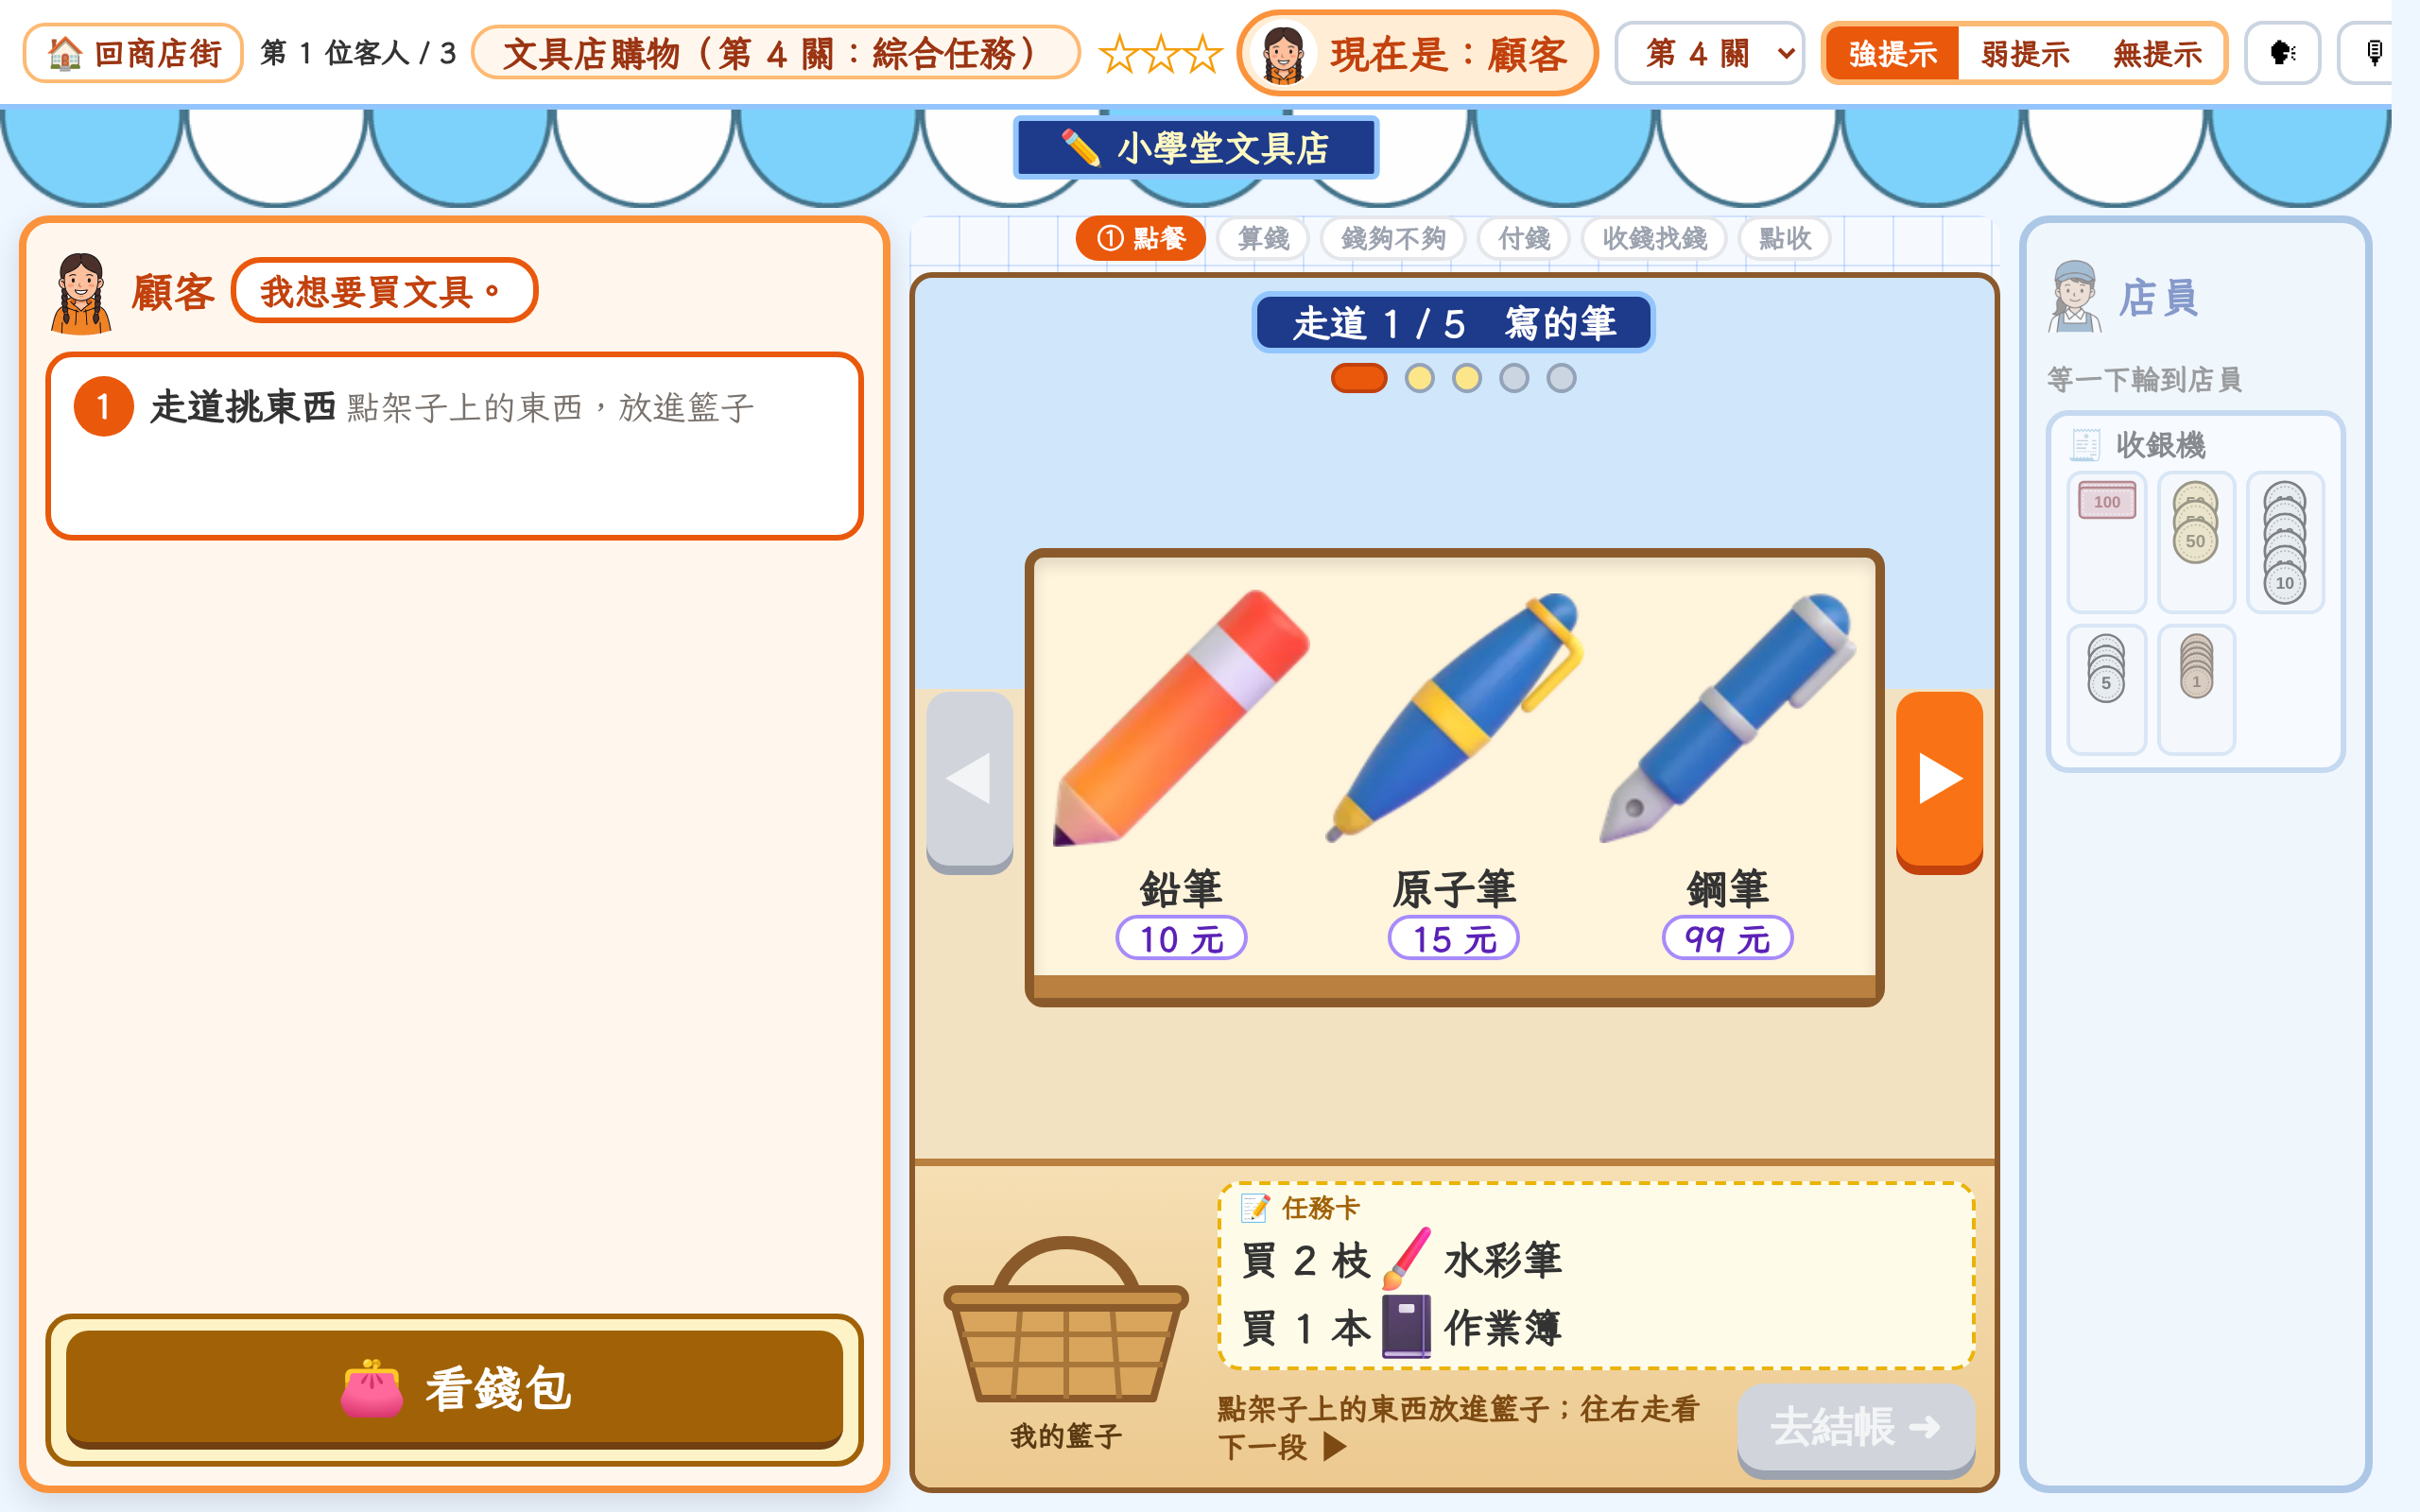 回商店街
第 1 位客人 / 3
文具店購物（第 4 關：綜合任務）
現在是：顧客
第 4 關
強提示
弱提示
無提示
小學堂文具店
顧客
我想要買文具。
1 走道挑東西 點架子上的東西，放進籃子
看錢包
① 點餐
算錢
錢夠不夠
付錢
收錢找錢
點收
走道 1 / 5 寫的筆
鉛筆
10 元
原子筆
15 元
鋼筆
99 元
我的籃子
任務卡
買 2 枝 水彩筆
買 1 本 作業簿
點架子上的東西放進籃子；往右走看
下一段 ▶
去結帳 ➜
店員
等一下輪到店員
收銀機
100
50
10
5
1